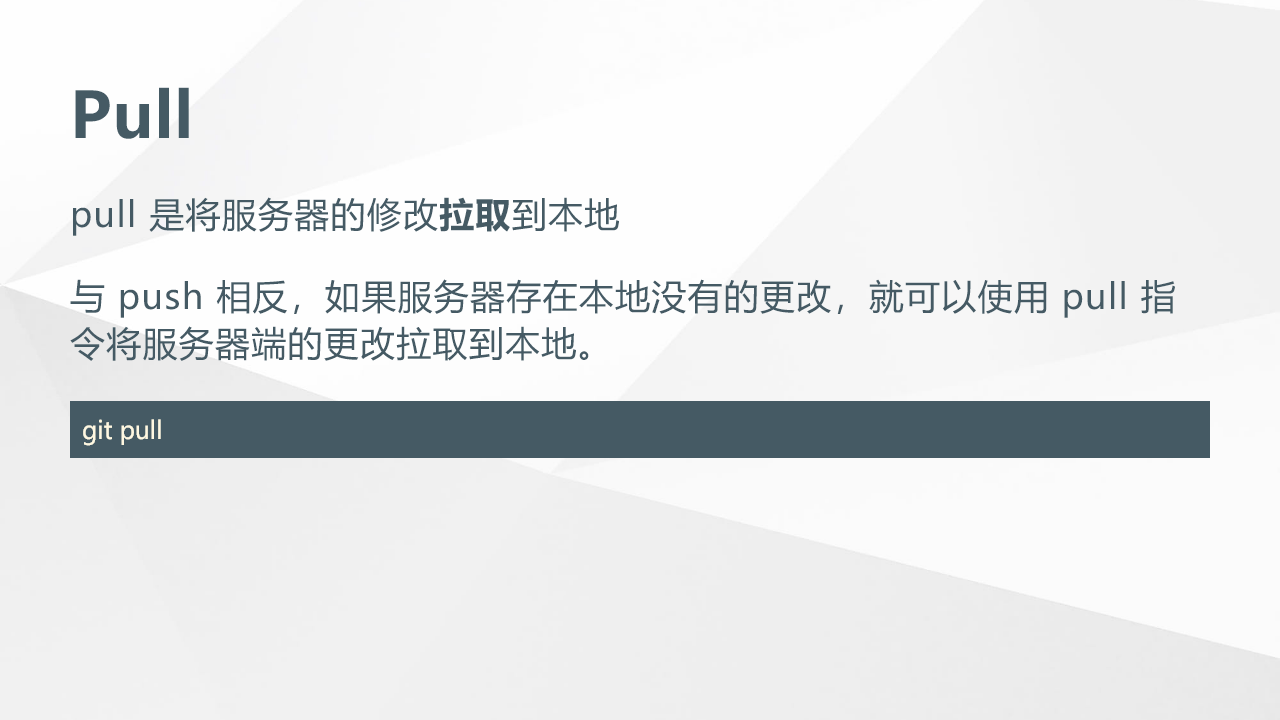 Pull
pull 是将服务器的修改拉取到本地
与 push 相反，如果服务器存在本地没有的更改，就可以使用 pull 指
令将服务器端的更改拉取到本地。
git pull